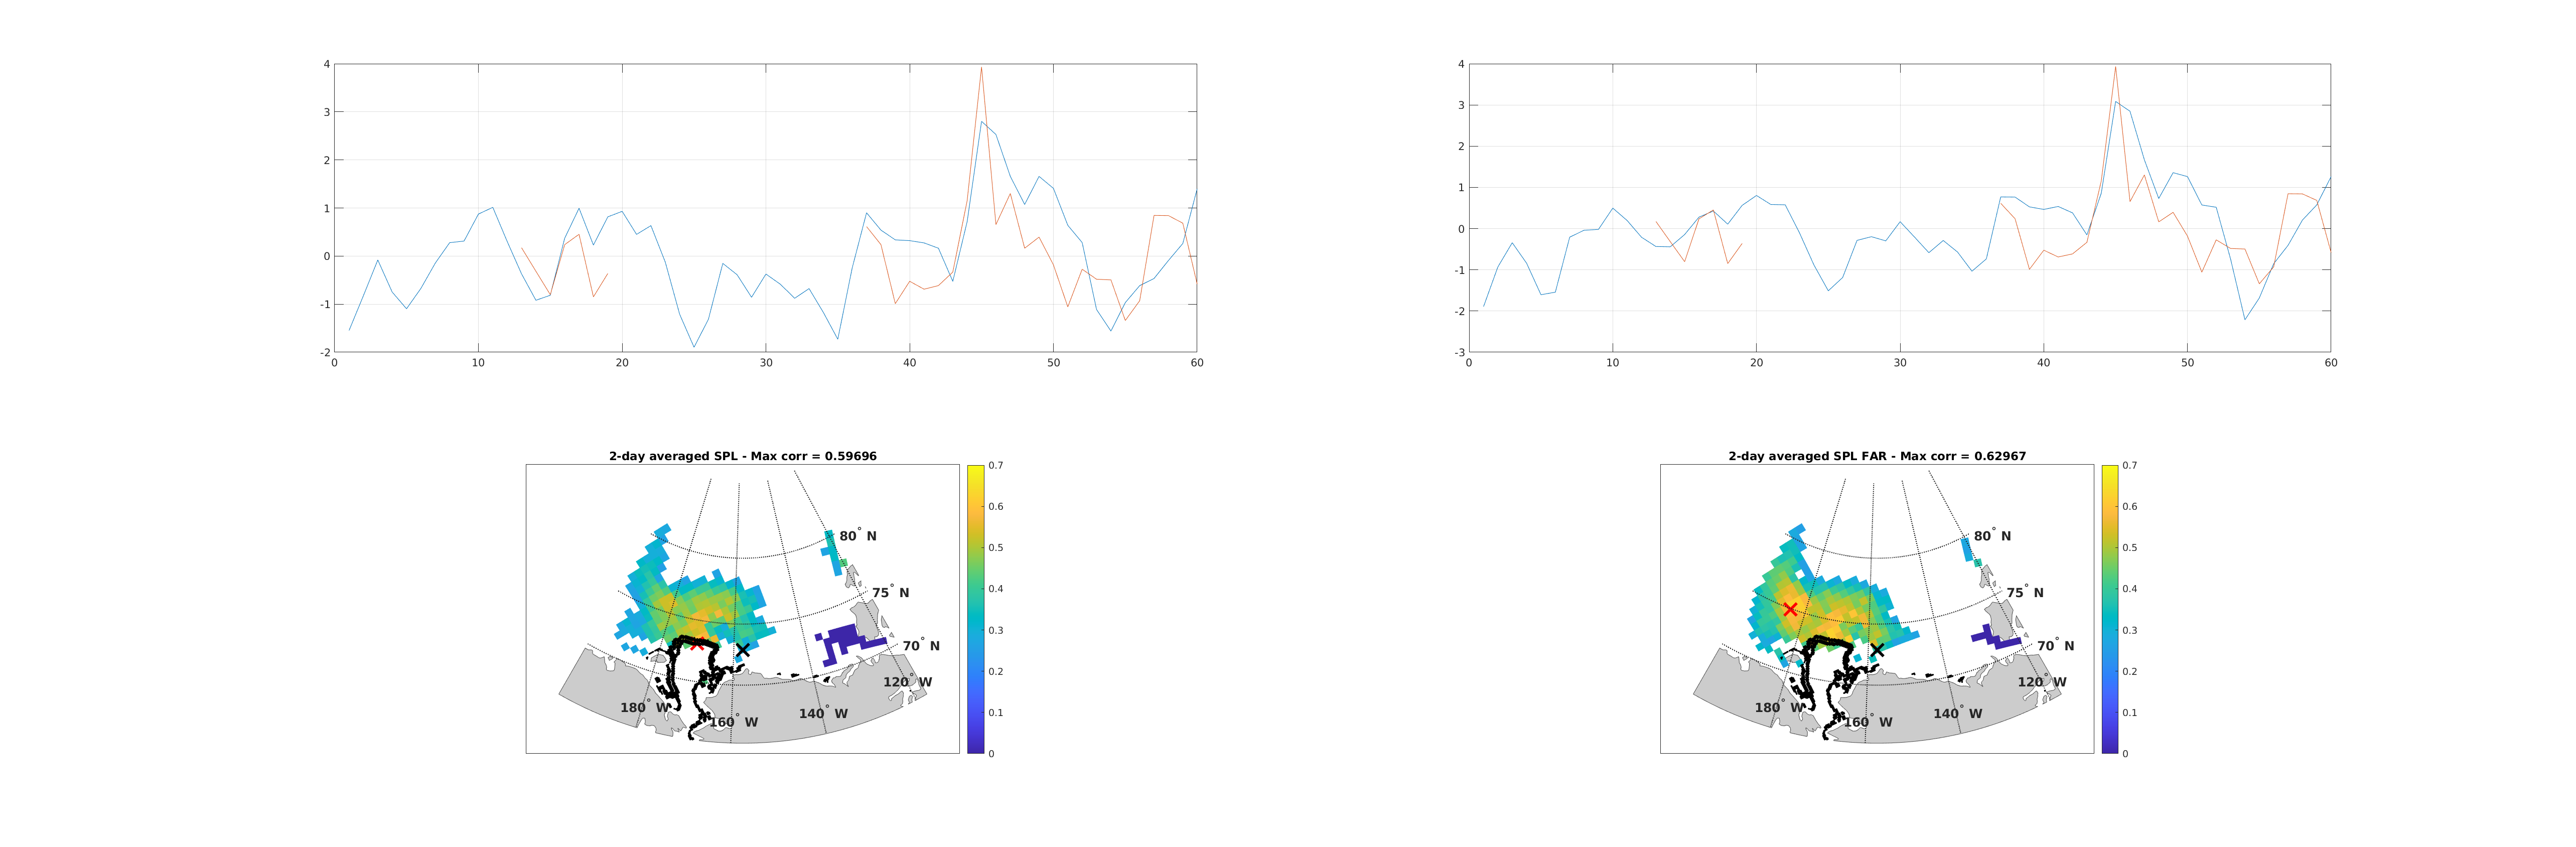 4
3
2
1
0
-1
-2
0 10 20 30 40 50 60
4
3
2
1
0
-1
-2
-3
0 10 20 30 40 50 60
2-day averaged SPL - Max corr = 0.59696
80° N
75° N
70° N
120° W
140° W
160° W
180° W
0.7
0.6
0.5
0.4
0.3
0.2
0.1
0
2-day averaged SPL FAR - Max corr = 0.62967
80° N
75° N
70° N
120° W
140° W
160° W
180° W
0.7
0.6
0.5
0.4
0.3
0.2
0.1
0